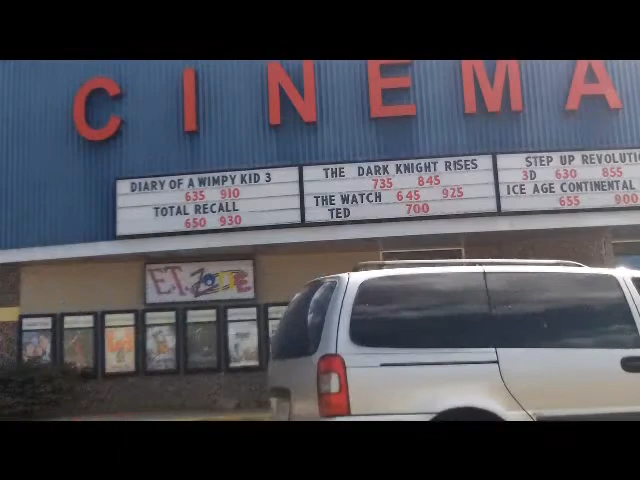 CINEMA
DIARY OF A WIMPY KID 3
635 910
TOTAL RECALL
650 930
THE DARK KNIGHT RISES
735 845
THE WATCH 645 925
TED 700
STEP UP REVOLUTI
3D 630 855
ICE AGE CONTINENTAL
655 900
E.T. ZONE